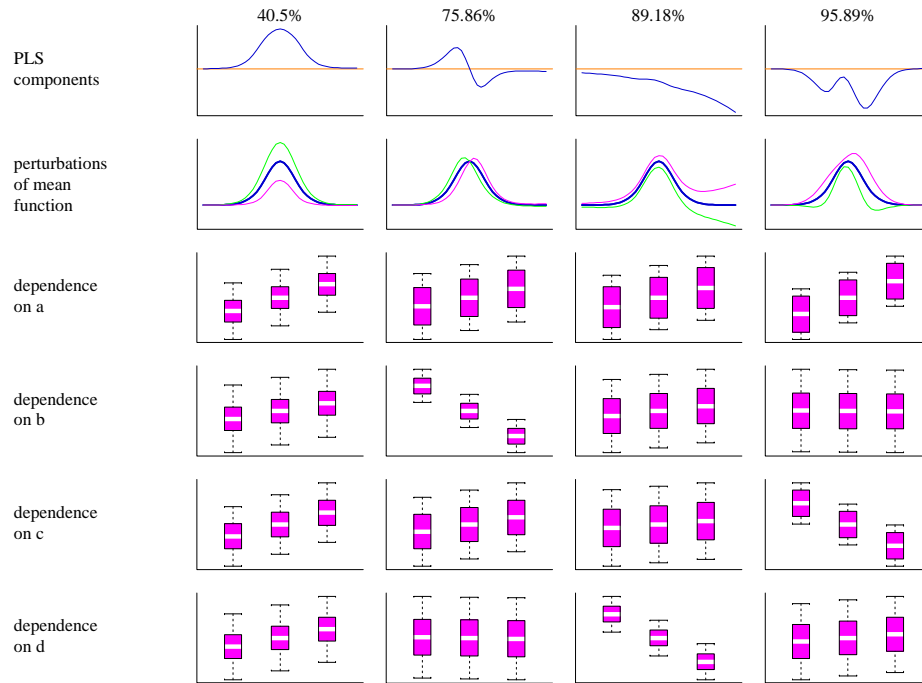 40.5% 75.86% 89.18% 95.89%
PLS
components
perturbations
of mean
function
dependence
on a
dependence
on b
dependence
on c
dependence
on d